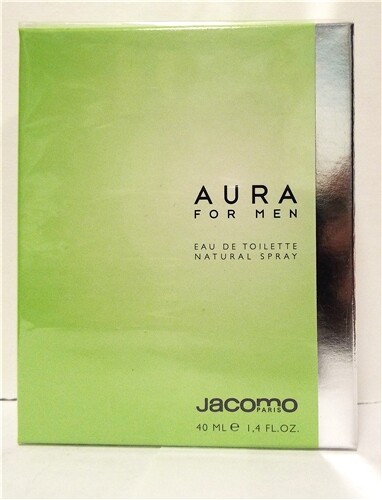 AURA
FOR MEN
EAU DE TOILETTE
NATURAL SPRAY
Jacomo
PARIS
40 ML ℮ 1,4 FL.OZ.